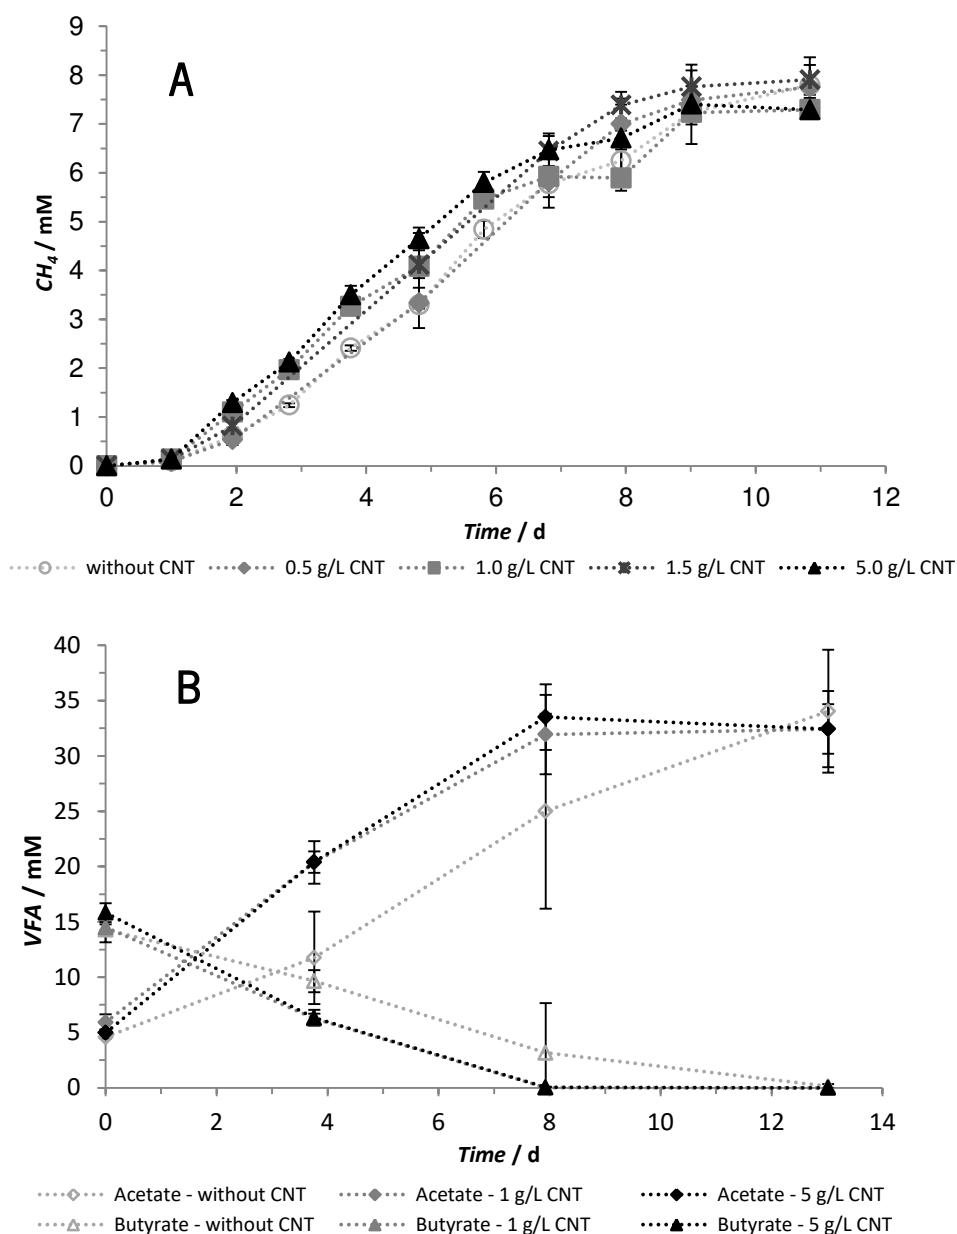 A
CH4 / mM
9
8
7
6
5
4
3
2
1
0
0 2 4 6 8 10 12
Time / d
without CNT 0.5 g/L CNT 1.0 g/L CNT 1.5 g/L CNT 5.0 g/L CNT
B
VFA / mM
40
35
30
25
20
15
10
5
0
0 2 4 6 8 10 12 14
Time / d
Acetate - without CNT Acetate - 1 g/L CNT Acetate - 5 g/L CNT
Butyrate - without CNT Butyrate - 1 g/L CNT Butyrate - 5 g/L CNT